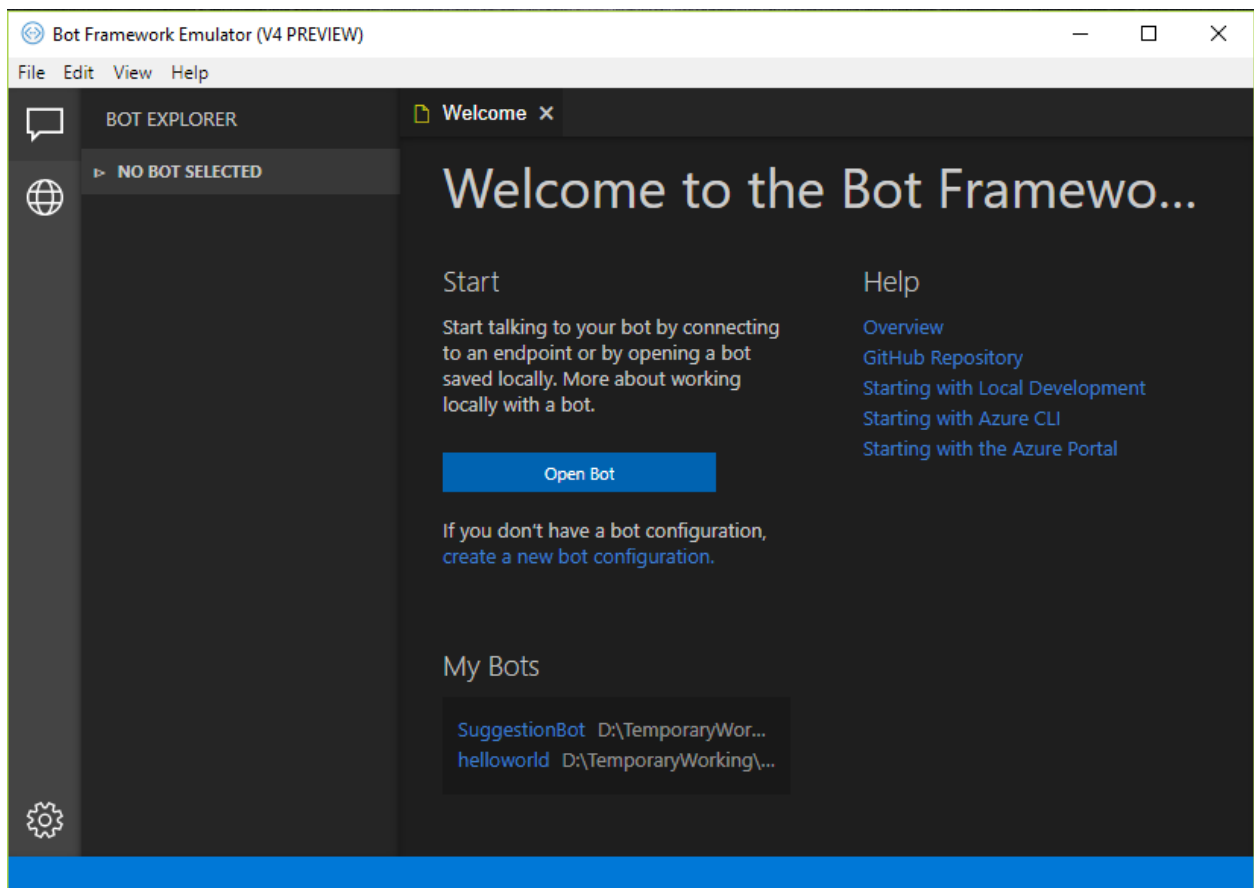 Bot Framework Emulator (V4 PREVIEW)
File Edit View Help
BOT EXPLORER
NO BOT SELECTED
Welcome
Welcome to the Bot Framewo...
Start
Start talking to your bot by connecting
to an endpoint or by opening a bot
saved locally. More about working
locally with a bot.
Open Bot
If you don't have a bot configuration,
create a new bot configuration.
My Bots
SuggestionBot D:\TemporaryWor...
helloworld D:\TemporaryWorking\...
Help
Overview
GitHub Repository
Starting with Local Development
Starting with Azure CLI
Starting with the Azure Portal